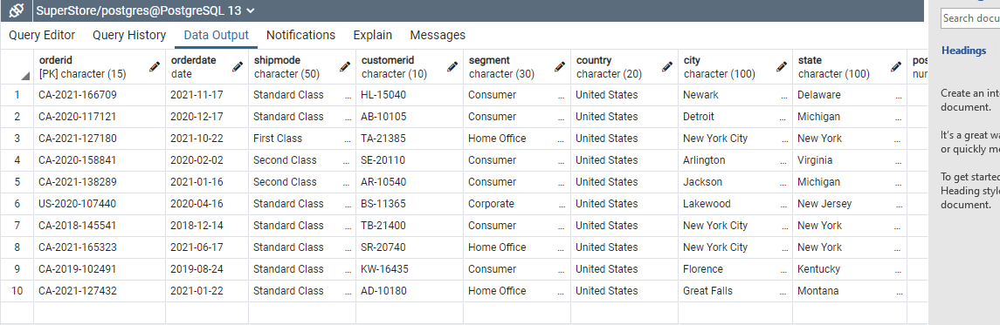 SuperStore/postgres@PostgreSQL 13
Query Editor Query History Data Output Notifications Explain Messages
orderid orderdate shipmode customerid segment country city state pos
[PK] character (15) date character (50) character (10) character (30) character (20) character (100) character (100) num
1 CA-2021-166709 2021-11-17 Standard Class ... HL-15040 Consumer ... United States Newark ... Delaware ...
2 CA-2020-117121 2020-12-17 Standard Class ... AB-10105 Consumer ... United States Detroit ... Michigan ...
3 CA-2021-127180 2021-10-22 First Class ... TA-21385 Home Office ... United States New York City ... New York ...
4 CA-2020-158841 2020-02-02 Second Class ... SE-20110 Consumer ... United States Arlington ... Virginia ...
5 CA-2021-138289 2021-01-16 Second Class ... AR-10540 Consumer ... United States Jackson ... Michigan ...
6 US-2020-107440 2020-04-16 Standard Class ... BS-11365 Corporate ... United States Lakewood ... New Jersey ...
7 CA-2018-145541 2018-12-14 Standard Class ... TB-21400 Consumer ... United States New York City ... New York ...
8 CA-2021-165323 2021-06-17 Standard Class ... SR-20740 Home Office ... United States New York City ... New York ...
9 CA-2019-102491 2019-08-24 Standard Class ... KW-16435 Consumer ... United States Florence ... Kentucky ...
10 CA-2021-127432 2021-01-22 Standard Class ... AD-10180 Home Office ... United States Great Falls ... Montana ...
Search docu
Headings
Create an int
document.
It's a great wa
or quickly m
To get started
Heading style
document.